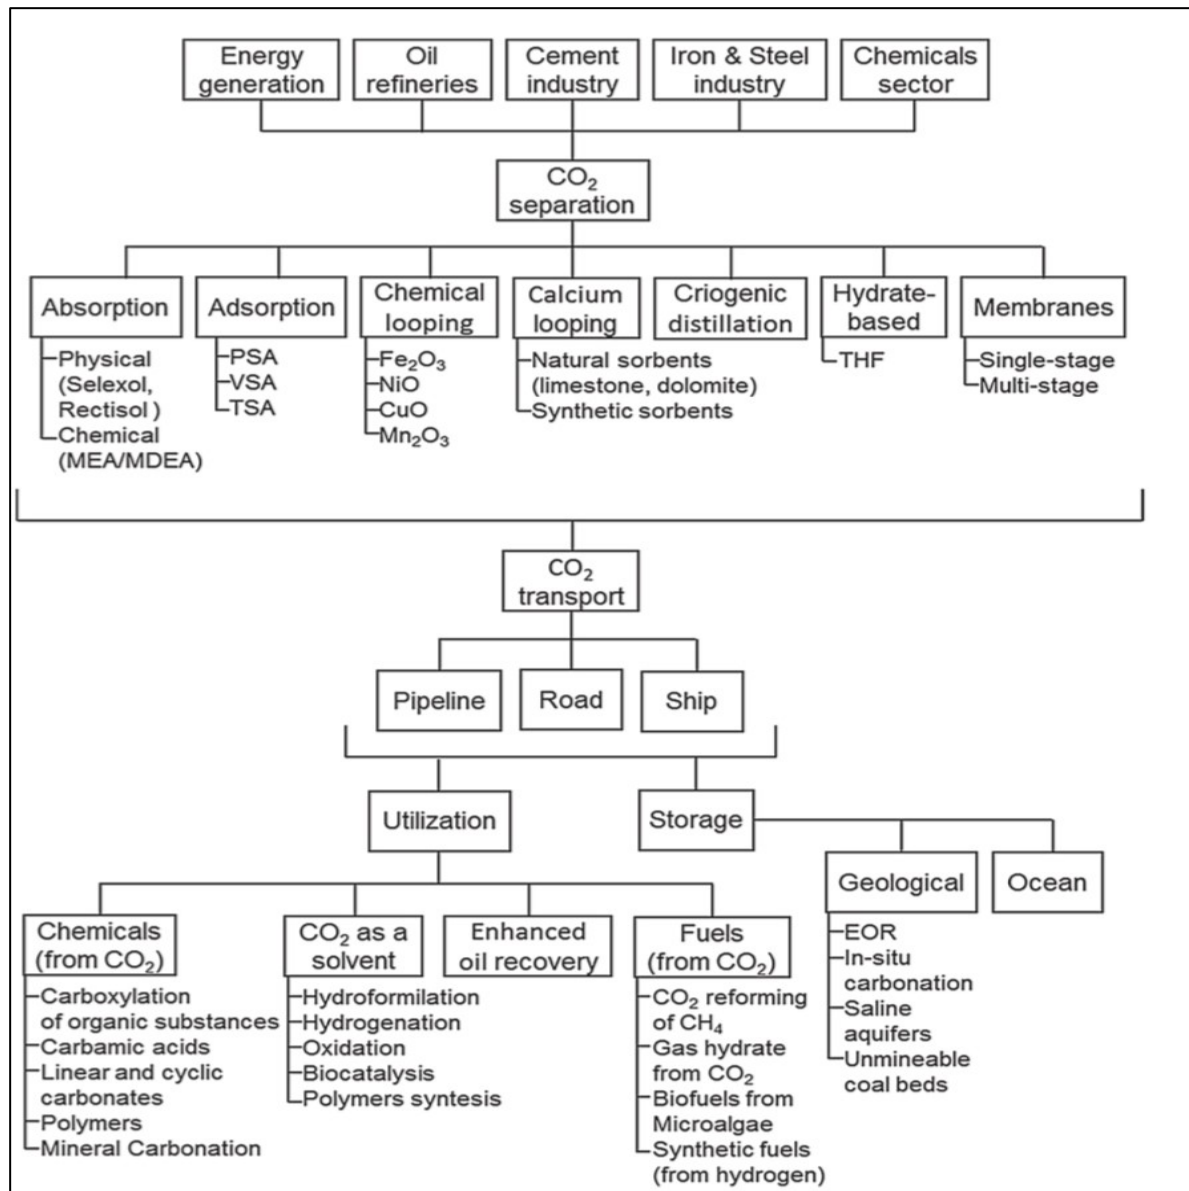 Energy
generation
Oil
refineries
Cement
industry
Iron & Steel
industry
Chemicals
sector
CO₂
separation
Absorption
Physical
(Selexol,
Rectisol )
Chemical
(MEA/MDEA)
Adsorption
PSA
VSA
TSA
Chemical
looping
Fe₂O₃
NiO
CuO
Mn₂O₃
Calcium
looping
Natural sorbents
(limestone, dolomite)
Synthetic sorbents
Criogenic
distillation
Hydrate-
based
THF
Membranes
Single-stage
Multi-stage
CO₂
transport
Pipeline
Road
Ship
Utilization
Storage
Chemicals
(from CO₂)
Carboxylation
of organic substances
Carbamic acids
Linear and cyclic
carbonates
Polymers
Mineral Carbonation
CO₂ as a
solvent
Hydroformilation
Hydrogenation
Oxidation
Biocatalysis
Polymers syntesis
Enhanced
oil recovery
Fuels
(from CO₂)
CO₂ reforming
of CH₄
Gas hydrate
from CO₂
Biofuels from
Microalgae
Synthetic fuels
(from hydrogen)
Geological
EOR
In-situ
carbonation
Saline
aquifers
Unmineable
coal beds
Ocean